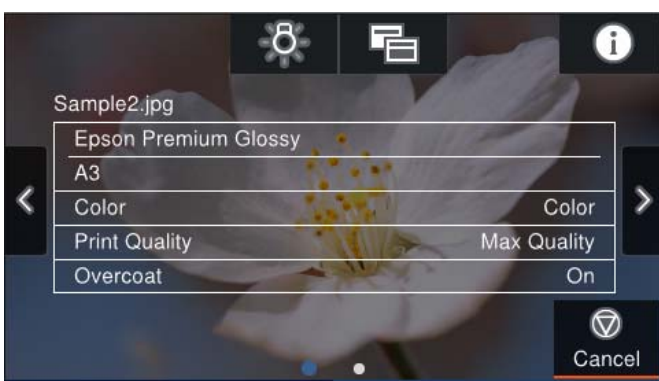 Sample2.jpg
Epson Premium Glossy
A3
Color Color
Print Quality Max Quality
Overcoat On
Cancel